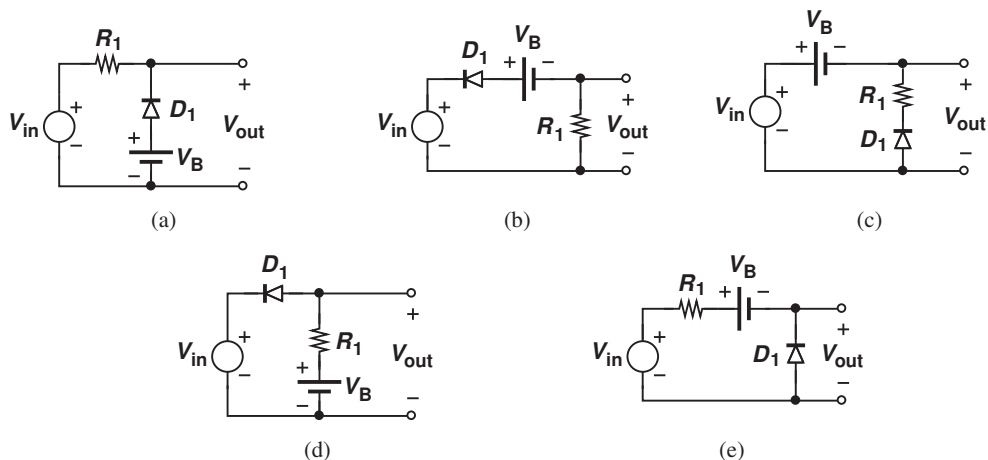 R1
D1
Vin
+
−
+
VB
−
+
Vout
−
(a)
VB
D1
+
−
Vin
+
−
R1
+
Vout
−
(b)
VB
+
−
Vin
+
−
R1
D1
+
Vout
−
(c)
D1
Vin
+
−
R1
+
VB
−
+
Vout
−
(d)
VB
R1
+
−
Vin
+
−
D1
+
Vout
−
(e)